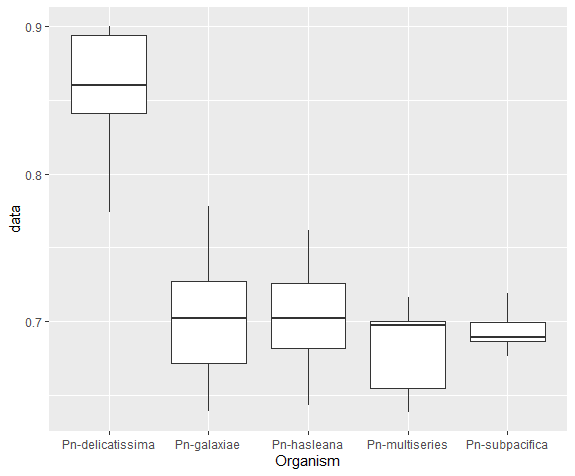 0.9
0.8
0.7
data
Pn-delicatissima Pn-galaxiae Pn-hasleana Pn-multiseries Pn-subpacifica
Organism